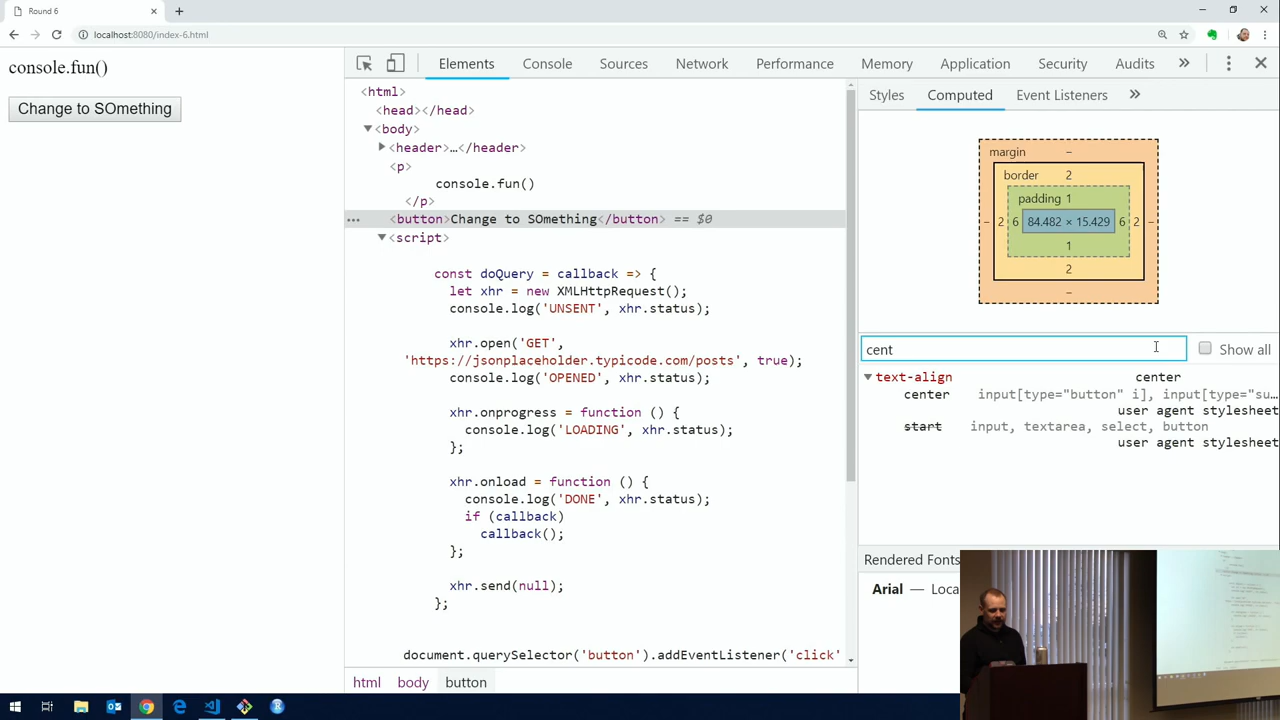 Round 6
localhost:8080/index-6.html
console.fun()
Change to SOmething
Elements Console Sources Network Performance Memory Application Security Audits
<html>
<head></head>
<body>
<header>…</header>
<p>
console.fun()
</p>
<button>Change to SOmething</button> == $0
<script>
const doQuery = callback => {
let xhr = new XMLHttpRequest();
console.log('UNSENT', xhr.status);
xhr.open('GET',
'https://jsonplaceholder.typicode.com/posts', true);
console.log('OPENED', xhr.status);
xhr.onprogress = function () {
console.log('LOADING', xhr.status);
};
xhr.onload = function () {
console.log('DONE', xhr.status);
if (callback)
callback();
};
xhr.send(null);
};
document.querySelector('button').addEventListener('click'
html body button
Styles Computed Event Listeners
margin –
border 2
padding 1
– 2 6 84.482 × 15.429 6 2 –
1
2
–
cent
Show all
text-align center
center input[type="button" i], input[type="su…
user agent stylesheet
start input, textarea, select, button
user agent stylesheet
Rendered Fonts
Arial — Loca